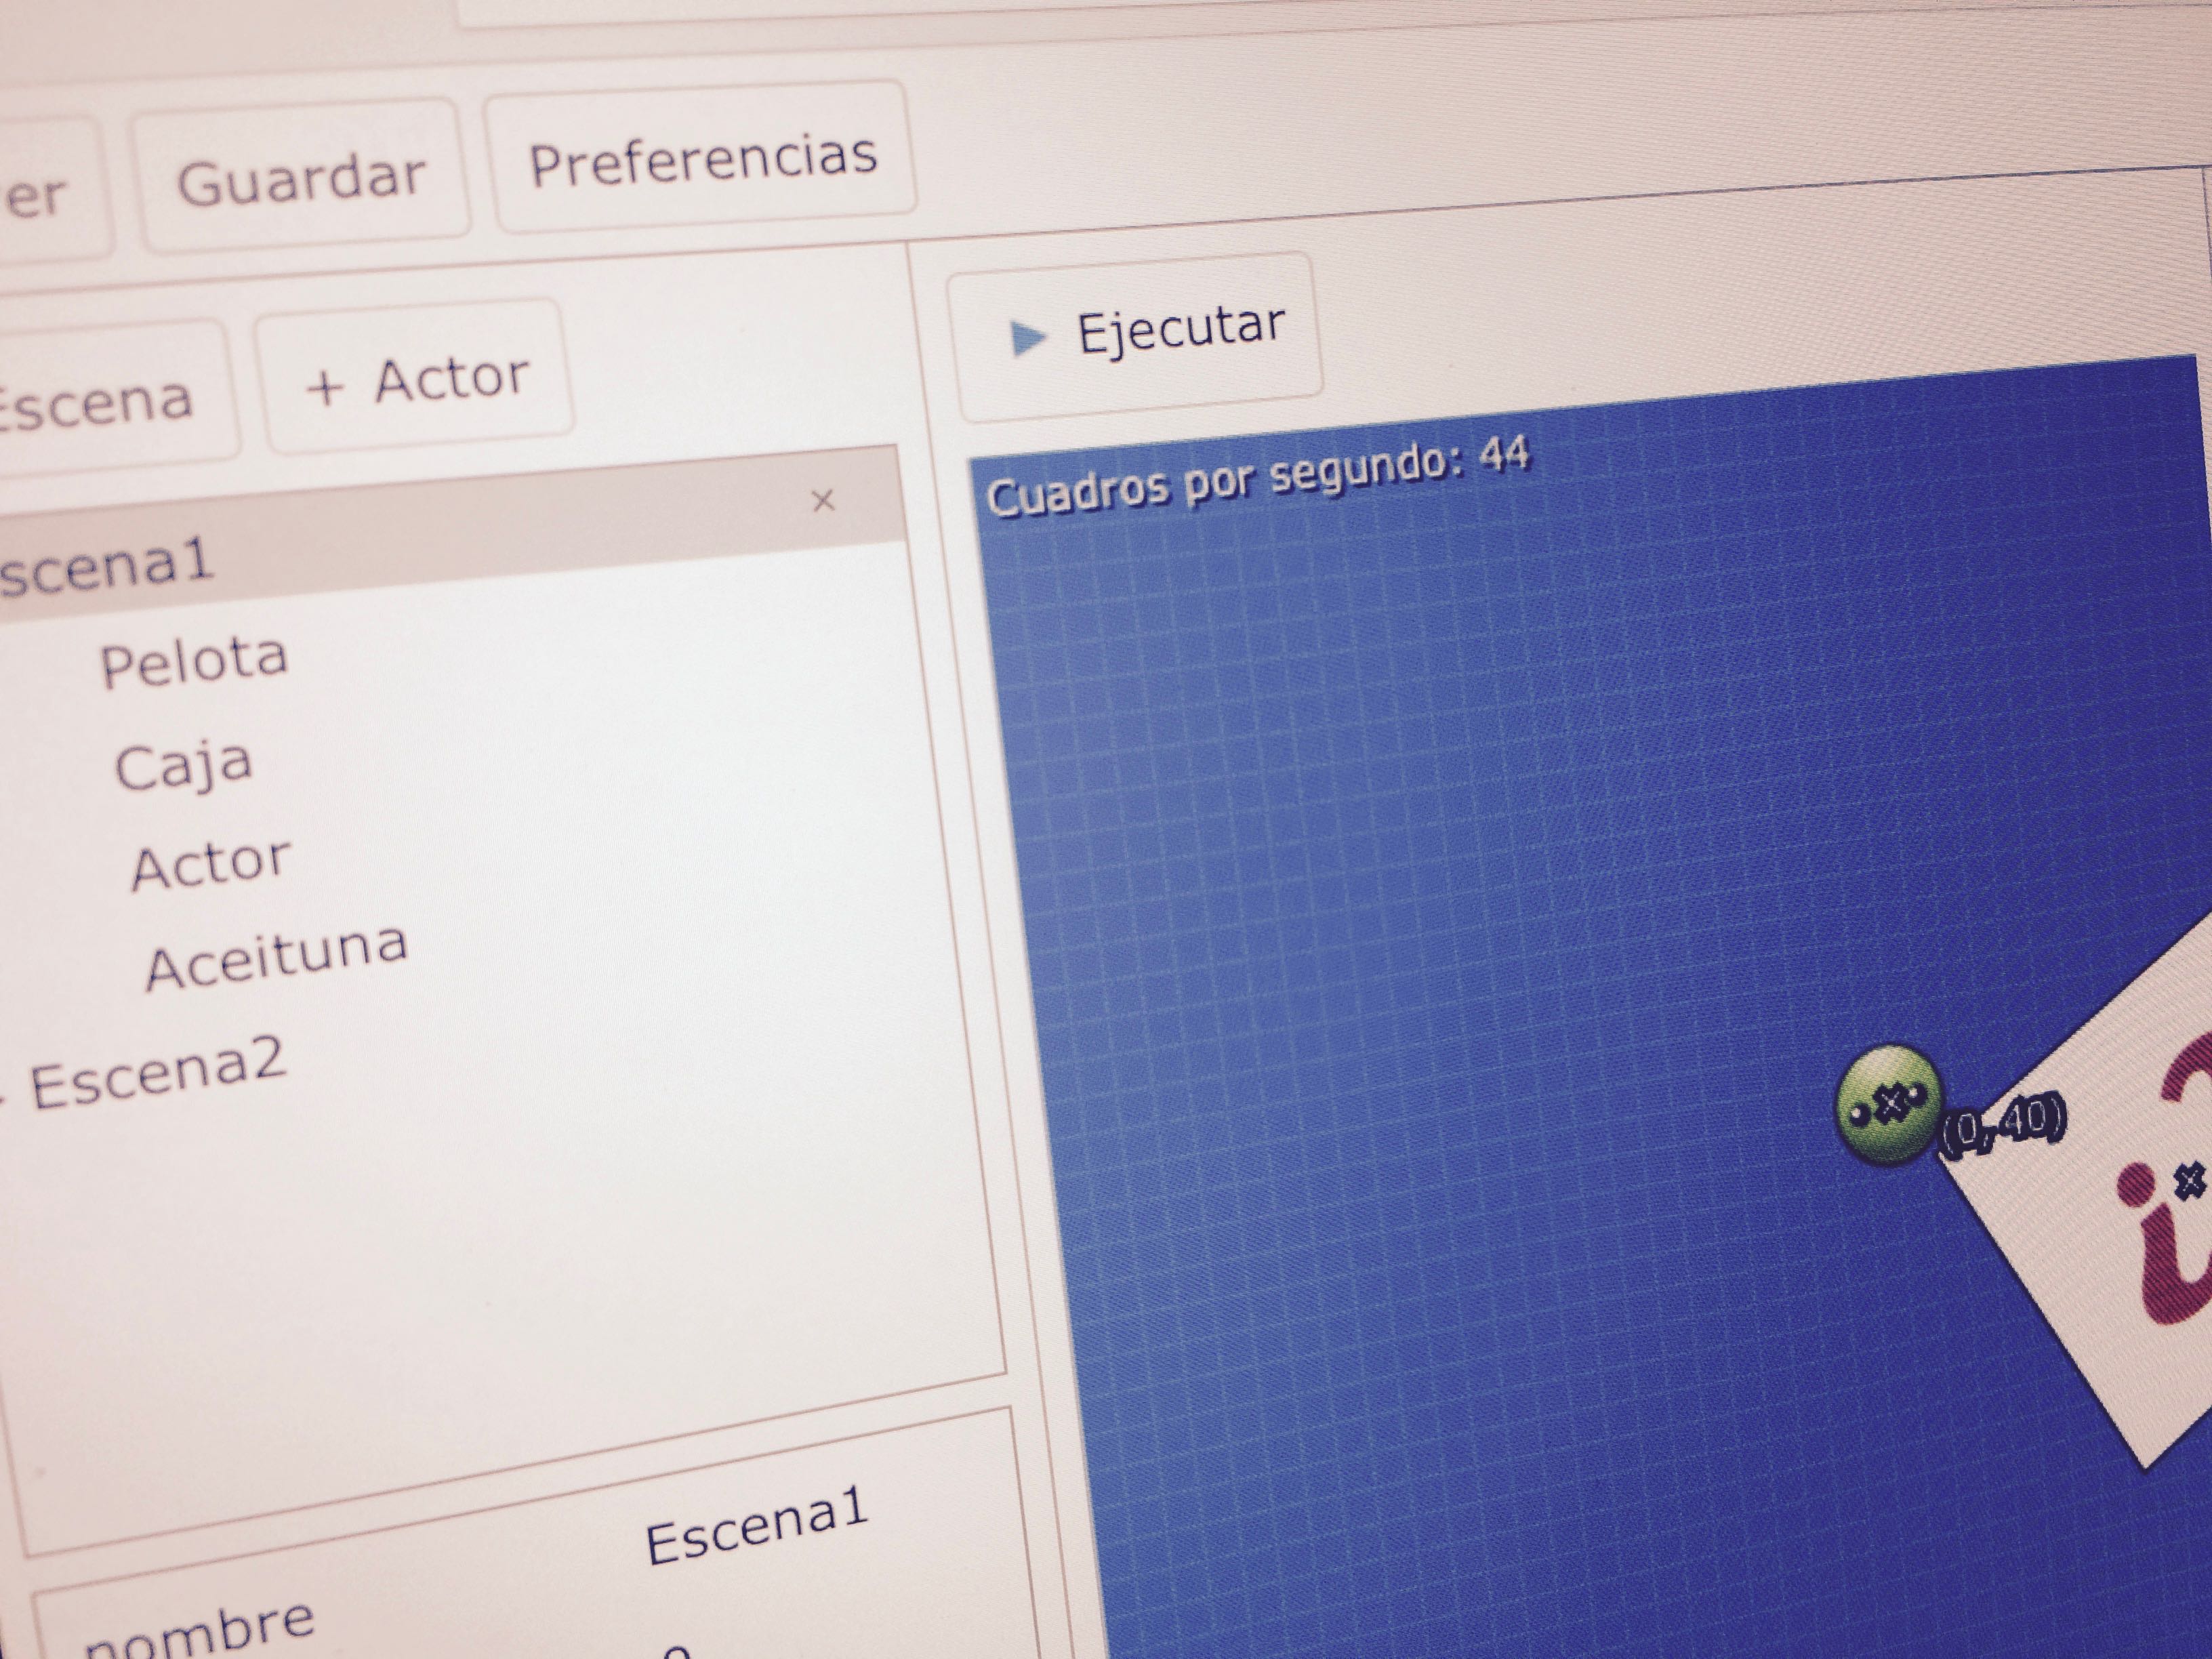 er Guardar Preferencias
Escena + Actor
Ejecutar
Cuadros por segundo: 44
scena1 ×
Pelota
Caja
Actor
Aceituna
Escena2
(0, 40)
Escena1
nombre